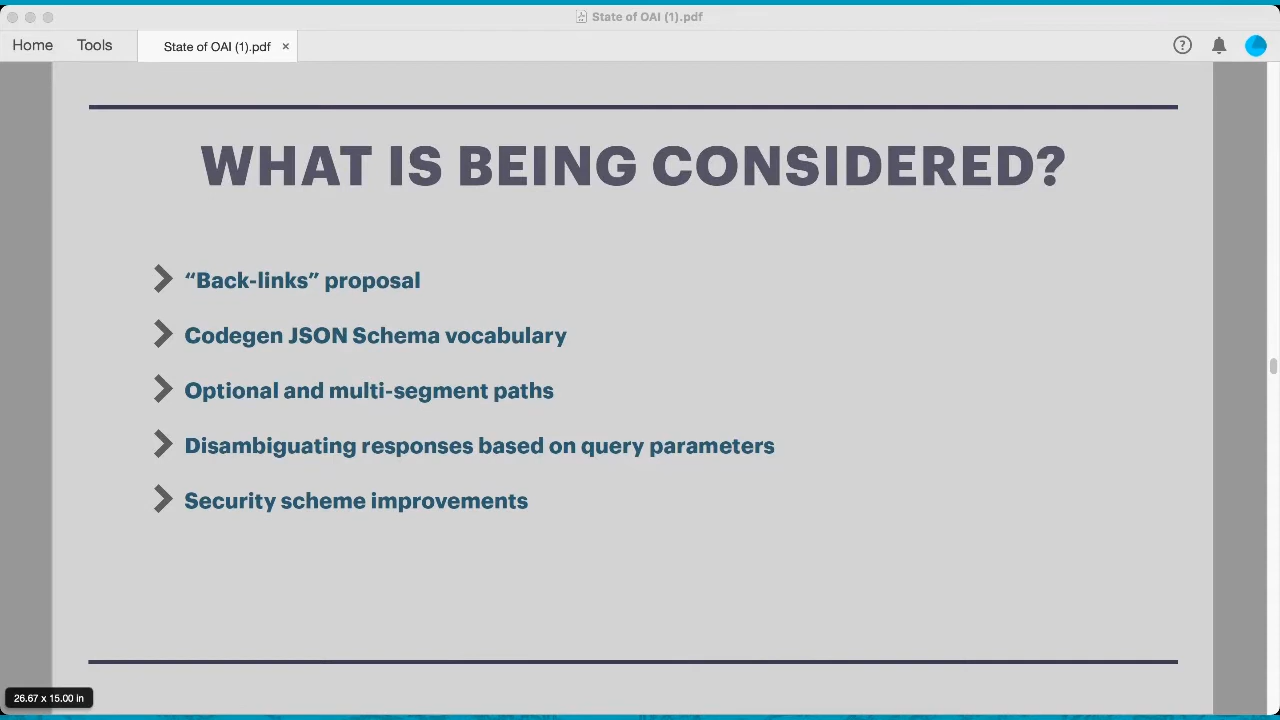 State of OAI (1).pdf
Home Tools State of OAI (1).pdf ×
?
WHAT IS BEING CONSIDERED?
“Back-links” proposal
Codegen JSON Schema vocabulary
Optional and multi-segment paths
Disambiguating responses based on query parameters
Security scheme improvements
26.67 x 15.00 in